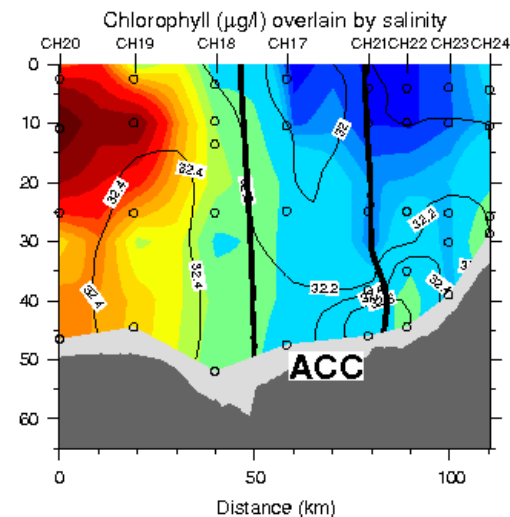 Chlorophyll (µg/l) overlain by salinity
CH20 CH19 CH18 CH17 CH21 CH22 CH23 CH24
0
10
20
30
40
50
60
32
32.4
32.4
32.4
32.4
32.2
32.2
ACC
0 50 100
Distance (km)